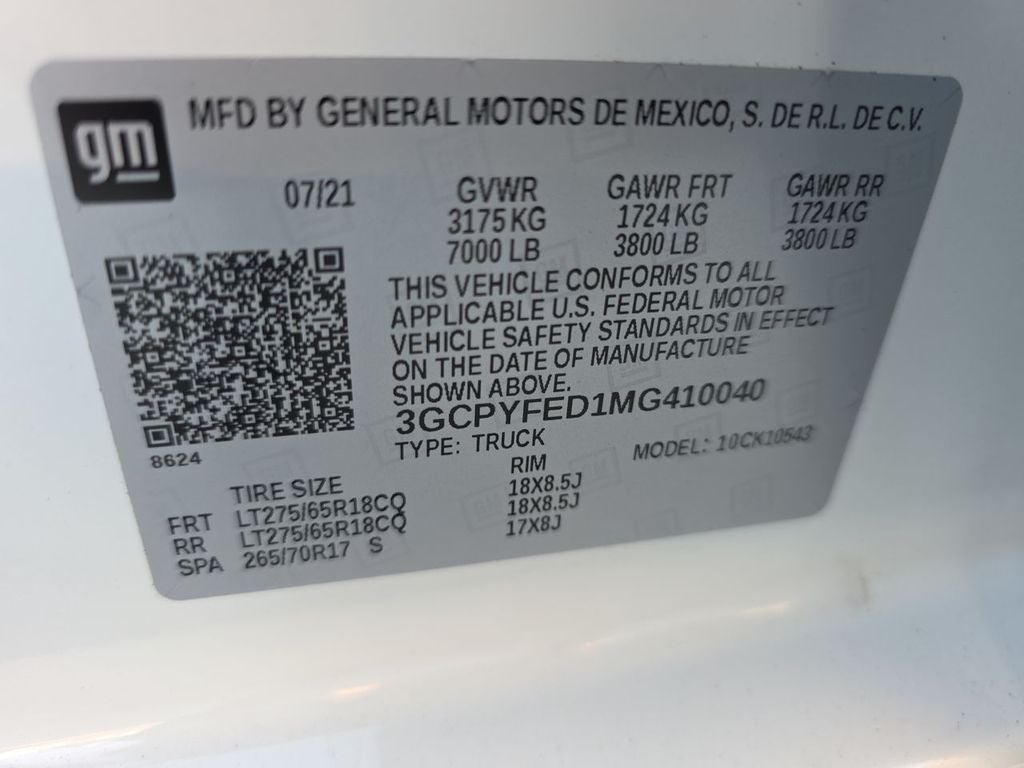 gm
MFD BY GENERAL MOTORS DE MEXICO, S. DE R.L. DE C.V.
07/21 GVWR GAWR FRT GAWR RR
3175 KG 1724 KG 1724 KG
7000 LB 3800 LB 3800 LB
THIS VEHICLE CONFORMS TO ALL
APPLICABLE U.S. FEDERAL MOTOR
VEHICLE SAFETY STANDARDS IN EFFECT
ON THE DATE OF MANUFACTURE
SHOWN ABOVE.
3GCPYFED1MG410040
TYPE: TRUCK MODEL: 10CK10543
8624
TIRE SIZE RIM
FRT LT275/65R18CQ 18X8.5J
RR LT275/65R18CQ 18X8.5J
SPA 265/70R17 S 17X8J